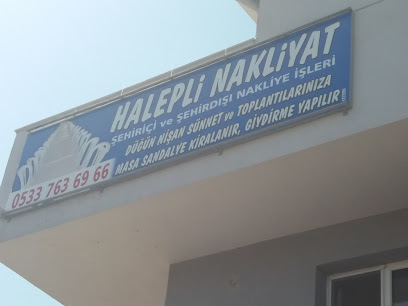 HALEPLİ NAKLİYAT
ŞEHİRİÇİ ve ŞEHİRDIŞI NAKLİYE İŞLERİ
DÜĞÜN NİŞAN SÜNNET ve TOPLANTILARINIZA
MASA SANDALYE KİRALANIR, GİYDİRME YAPILIR
0533 763 69 66